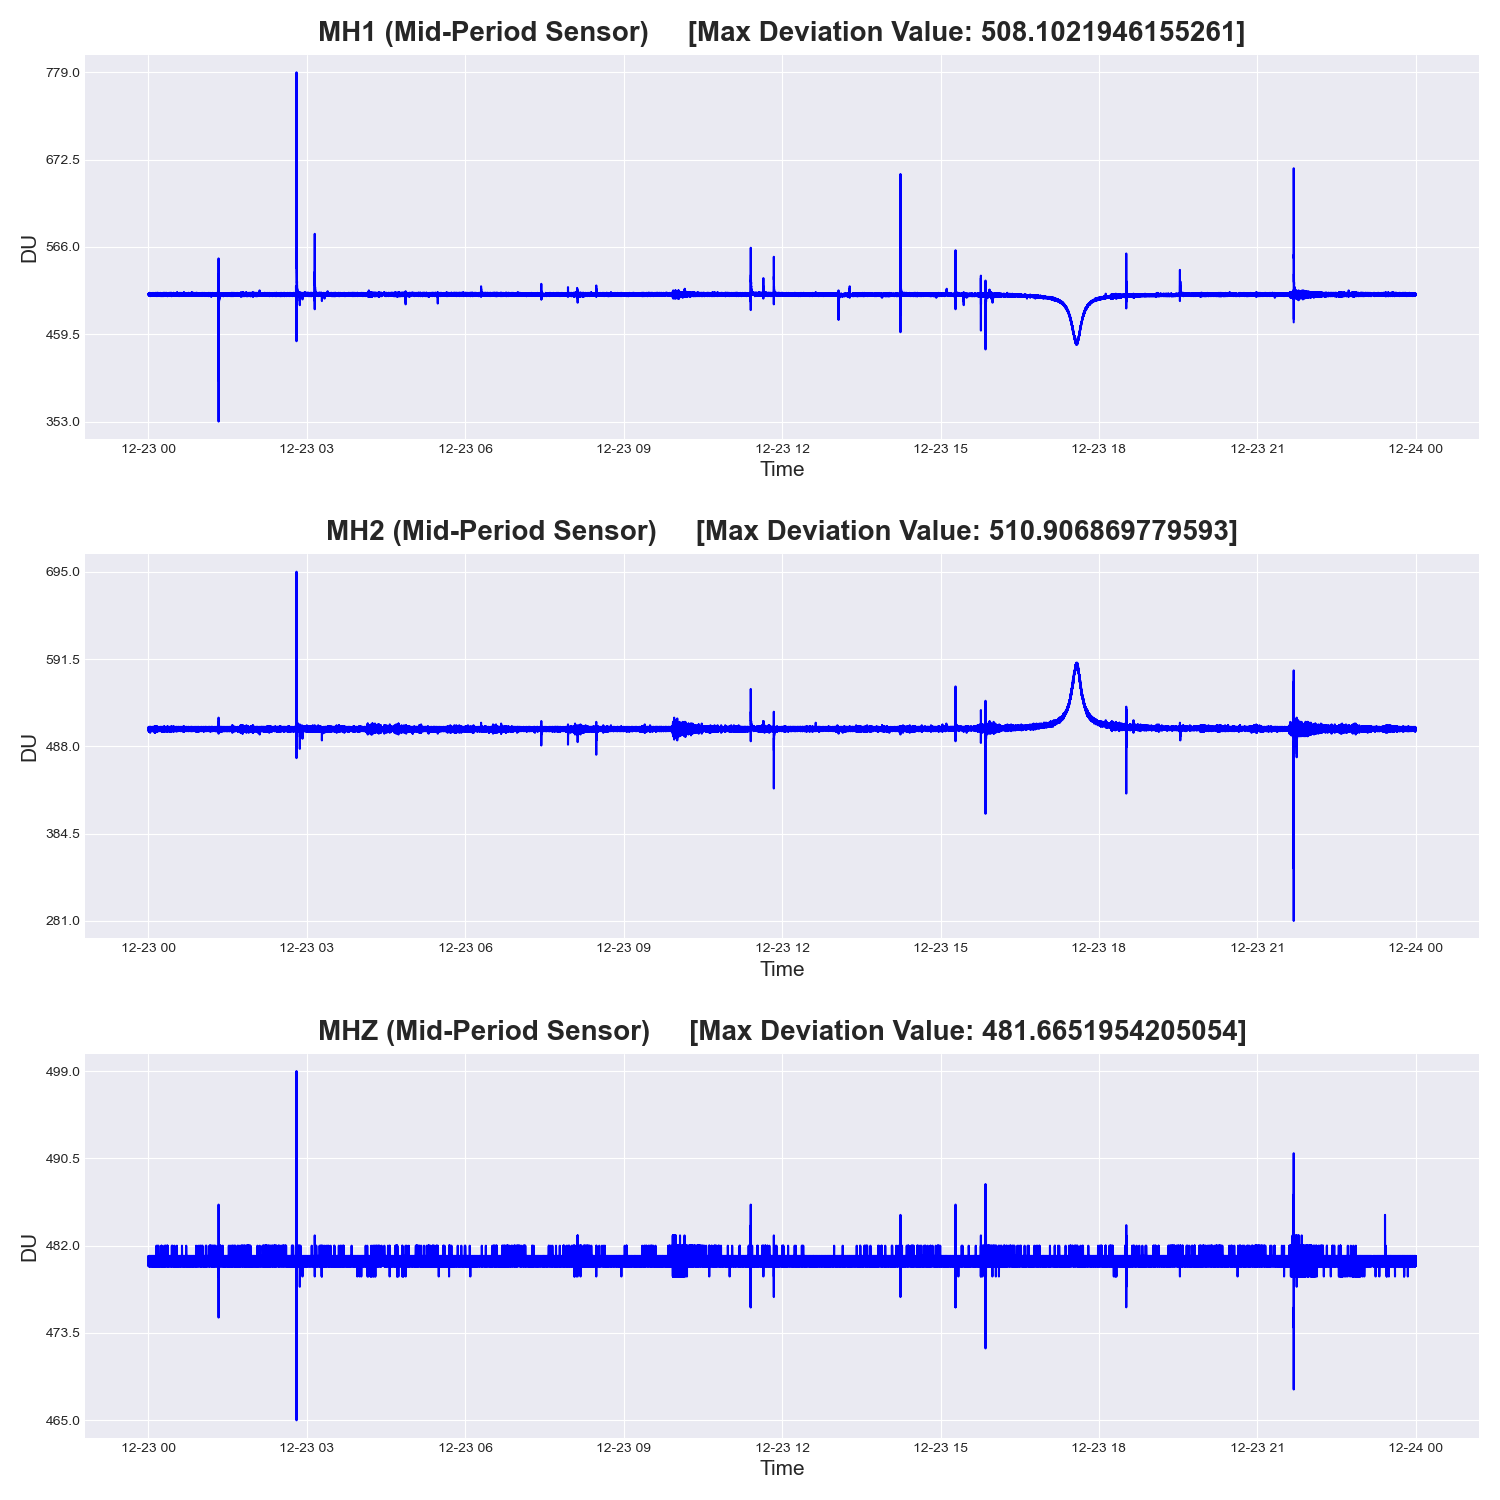 MH1 (Mid-Period Sensor) [Max Deviation Value: 508.1021946155261]
779.0
672.5
566.0
459.5
353.0
DU
12-23 00 12-23 03 12-23 06 12-23 09 12-23 12 12-23 15 12-23 18 12-23 21 12-24 00
Time
MH2 (Mid-Period Sensor) [Max Deviation Value: 510.906869779593]
695.0
591.5
488.0
384.5
281.0
DU
12-23 00 12-23 03 12-23 06 12-23 09 12-23 12 12-23 15 12-23 18 12-23 21 12-24 00
Time
MHZ (Mid-Period Sensor) [Max Deviation Value: 481.6651954205054]
499.0
490.5
482.0
473.5
465.0
DU
12-23 00 12-23 03 12-23 06 12-23 09 12-23 12 12-23 15 12-23 18 12-23 21 12-24 00
Time